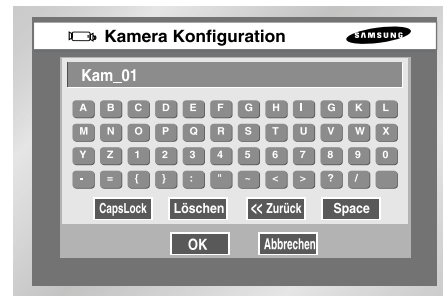 Kamera Konfiguration SAMSUNG
Kam_01
A B C D E F G H I G K L
M N O P Q R S T U V W X
Y Z 1 2 3 4 5 6 7 8 9 0
- = { } : " ~ < > ? /
CapsLock Löschen << Zurück Space
OK Abbrechen